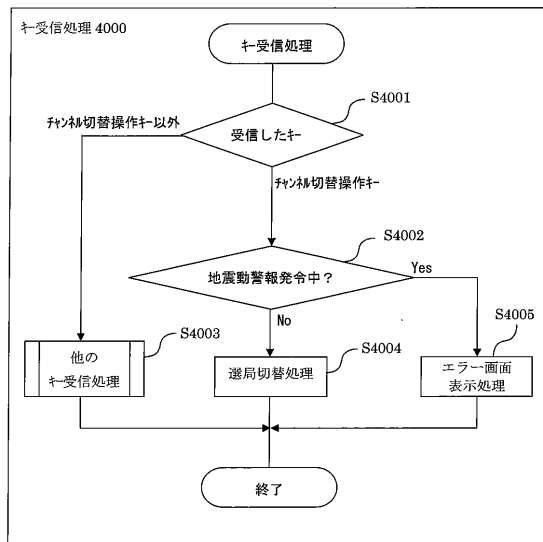 キー受信処理 4000
キー受信処理
S4001
チャンネル切替操作キー以外
受信したキー
チャンネル切替操作キー
S4002
地震動警報発令中？
Yes
No
S4003
S4004
S4005
他の
キー受信処理
選局切替処理
エラー画面
表示処理
終了